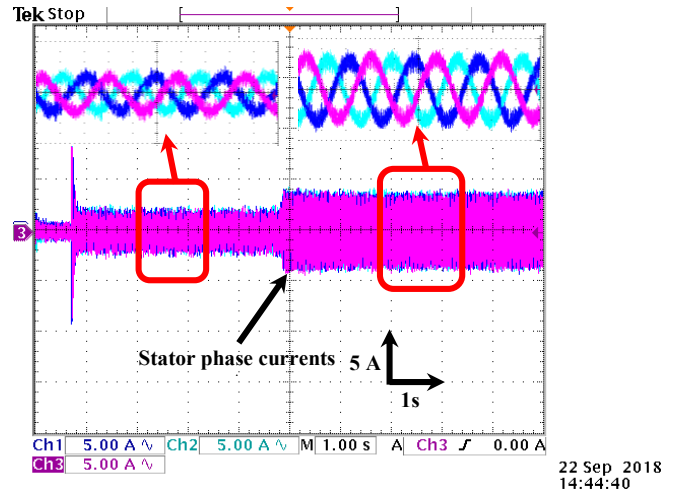 Tek Stop
3
Stator phase currents
5 A
1s
Ch1 5.00 A Ch2 5.00 A M 1.00 s A Ch3 0.00 A
Ch3 5.00 A
22 Sep 2018
14:44:40